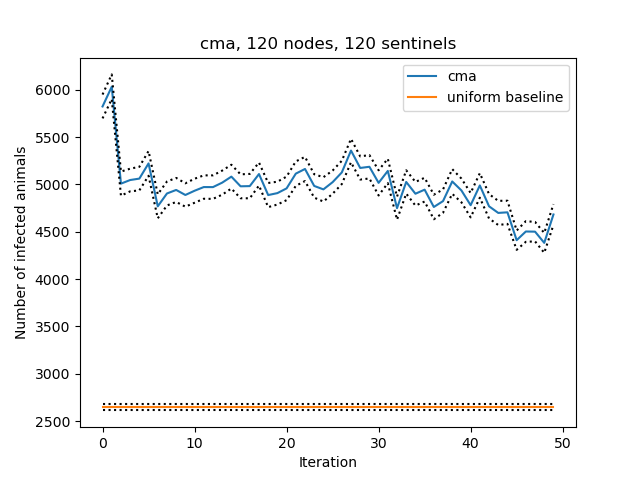 cma, 120 nodes, 120 sentinels
cma
uniform baseline
Number of infected animals
6000
5500
5000
4500
4000
3500
3000
2500
0 10 20 30 40 50
Iteration